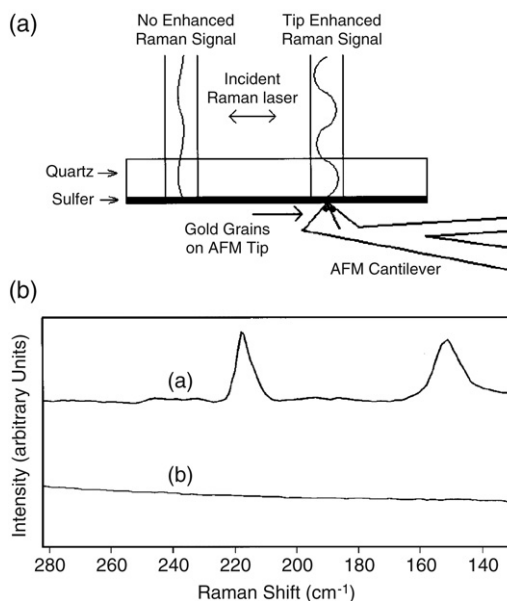 (a)
No Enhanced
Raman Signal
Tip Enhanced
Raman Signal
Incident
Raman laser
Quartz
Sulfer
Gold Grains
on AFM Tip
AFM Cantilever
(b)
Intensity (arbitrary Units)
(a)
(b)
280 260 240 220 200 180 160 140
Raman Shift (cm-1)